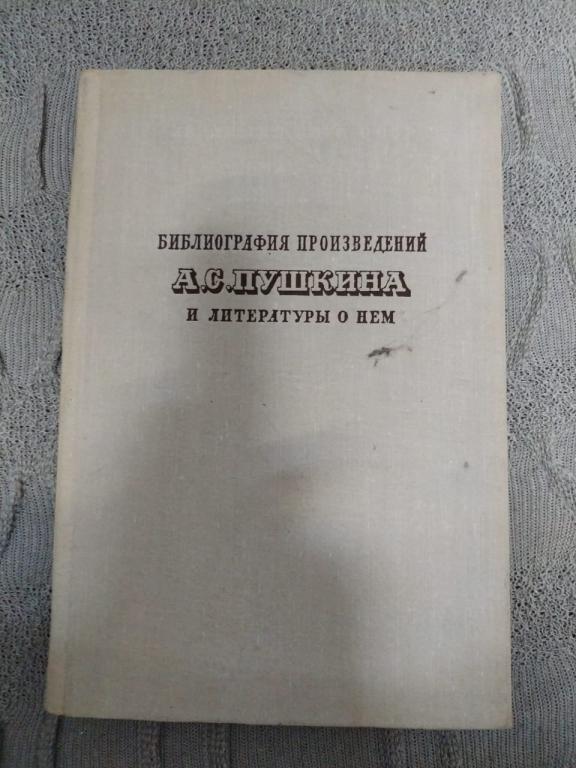 БИБЛИОГРАФИЯ ПРОИЗВЕДЕНИЙ
А.С.ПУШКИНА
И ЛИТЕРАТУРЫ О НЕМ